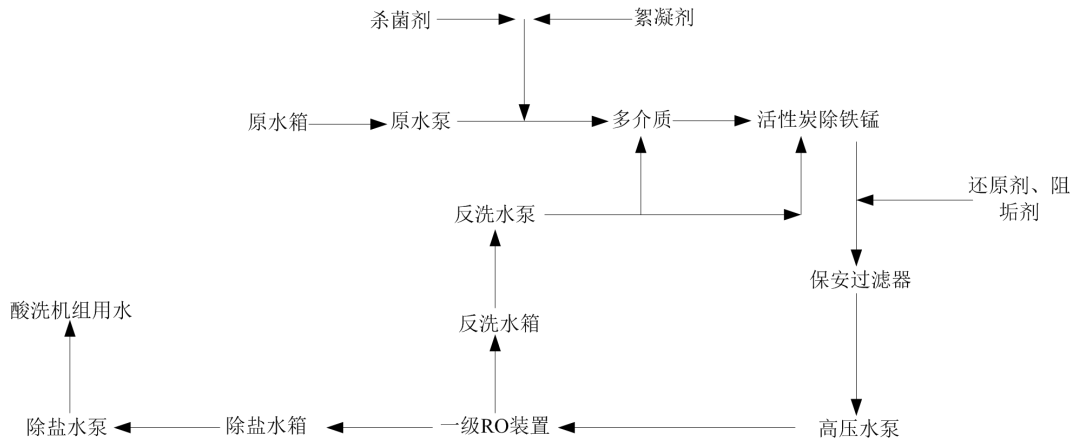 杀菌剂
絮凝剂
原水箱
原水泵
多介质
活性炭除铁锰
还原剂、阻
垢剂
反洗水泵
保安过滤器
酸洗机组用水
反洗水箱
除盐水泵
除盐水箱
一级RO装置
高压水泵